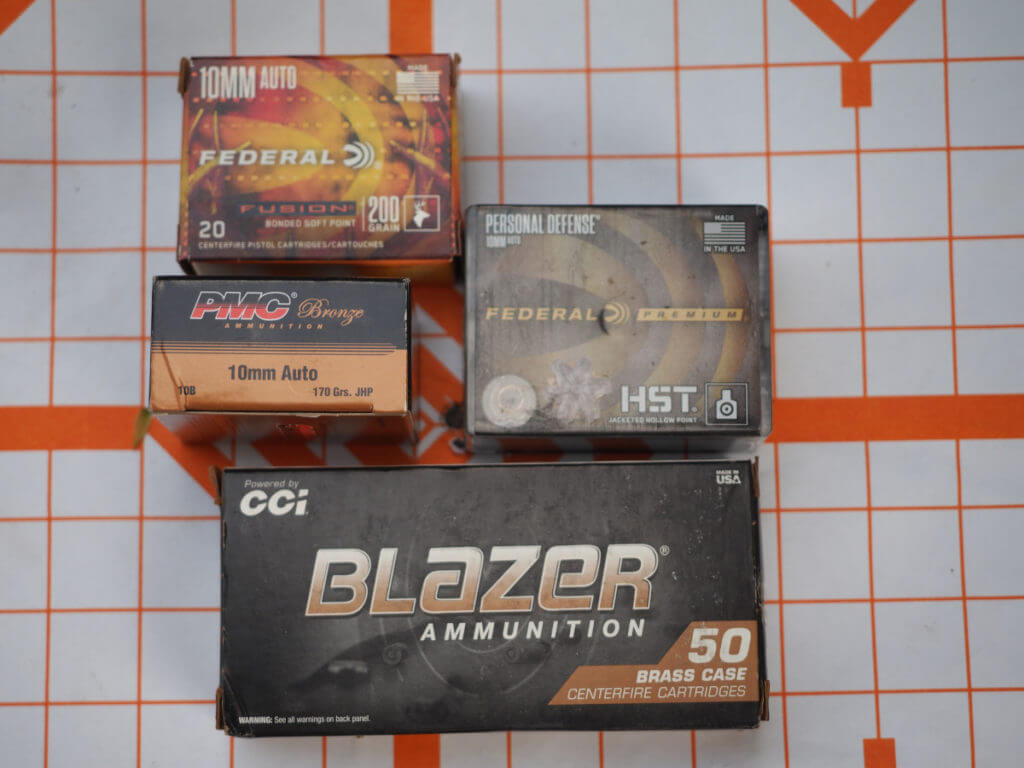 10MM AUTO
MADE
IN THE USA
FEDERAL
FUSION®
BONDED SOFT POINT
200
GRAIN
20
CENTERFIRE PISTOL CARTRIDGES/CARTOUCHES
PERSONAL DEFENSE™
10MM AUTO
MADE
IN THE USA
FEDERAL PREMIUM
HST®
JACKETED HOLLOW POINT
PMC® Bronze
AMMUNITION
10mm Auto
10B 170 Grs. JHP
Powered by
CCI
MADE IN
USA
BLAZER®
AMMUNITION
50
BRASS CASE
CENTERFIRE CARTRIDGES
WARNING: See all warnings on back panel.